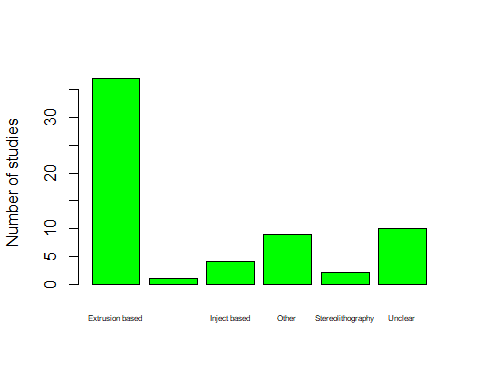 Number of studies
30
20
10
5
0
Extrusion based Inject based Other Stereolithography Unclear